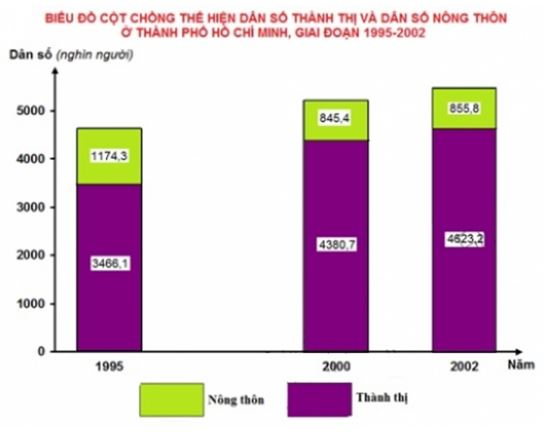 BIỂU ĐỒ CỘT CHỒNG THỂ HIỆN DÂN SỐ THÀNH THỊ VÀ DÂN SỐ NÔNG THÔN
Ở THÀNH PHỐ HỒ CHÍ MINH, GIAI ĐOẠN 1995-2002
Dân số (nghìn người)
5000
4000
3000
2000
1000
0
1174,3
3466,1
845,4
4380,7
855,8
4623,2
1995
2000
2002
Năm
Nông thôn
Thành thị